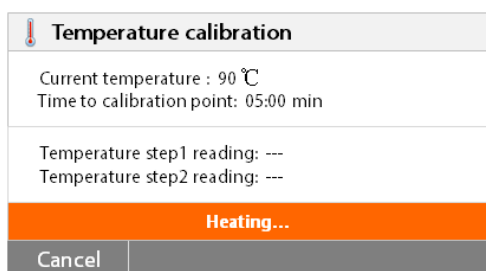 Temperature calibration
Current temperature : 90 ℃
Time to calibration point: 05:00 min
Temperature step1 reading: ---
Temperature step2 reading: ---
Heating...
Cancel